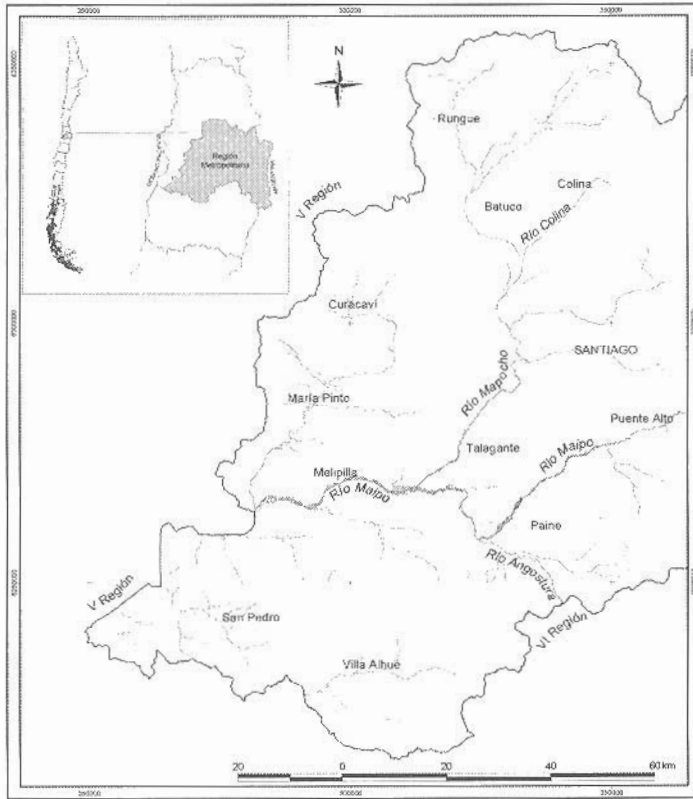 300000
N
Rungue
Región
Metropolitana
Colina
V Región
Batuco
Río Colina
Curacaví
SANTIAGO
Río Mapocho
María Pinto
Puente Alto
Talagante
Río Maipo
Melipilla
Río Maipo
Paine
Río Angostura
V Región
San Pedro
VI Región
Villa Alhué
20
0
20
40
60 km
300000